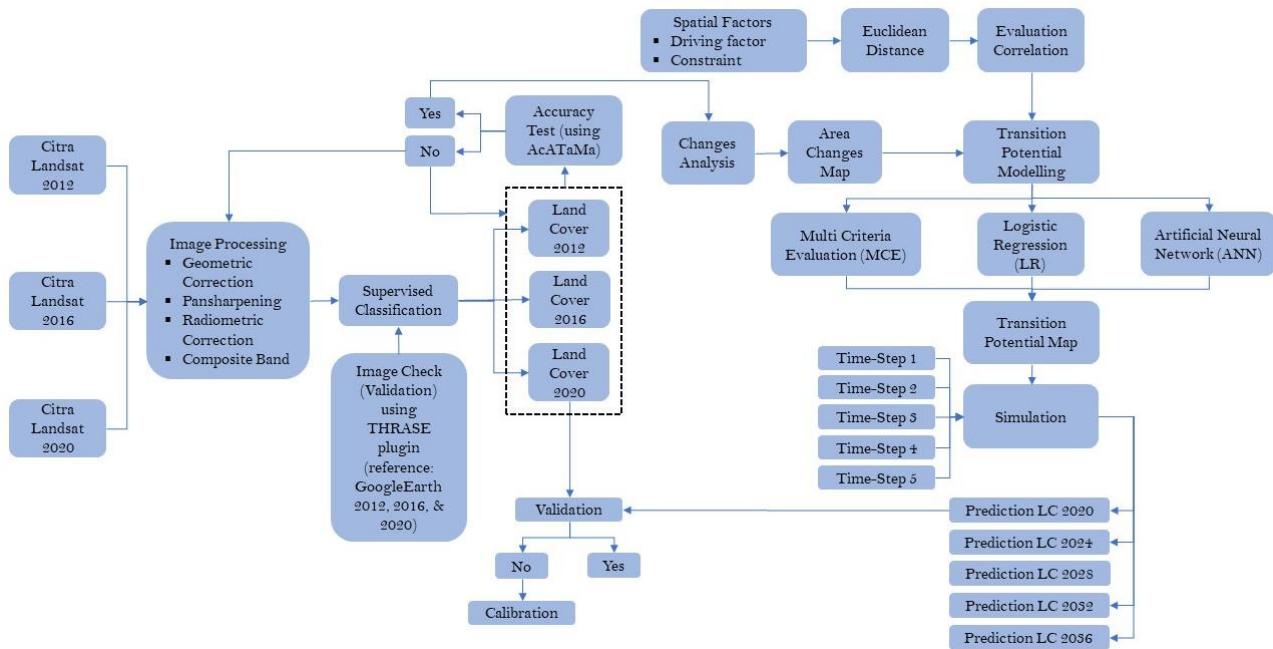 Spatial Factors
▪ Driving factor
▪ Constraint
Euclidean
Distance
Evaluation
Correlation
Yes
No
Accuracy
Test (using
AcATaMa)
Changes
Analysis
Area
Changes
Map
Transition
Potential
Modelling
Citra
Landsat
2012
Citra
Landsat
2016
Citra
Landsat
2020
Image Processing
▪ Geometric
Correction
▪ Pansharpening
▪ Radiometric
Correction
▪ Composite Band
Supervised
Classification
Image Check
(Validation)
using
THRASE
plugin
(reference:
GoogleEarth
2012, 2016, &
2020)
Land
Cover
2012
Land
Cover
2016
Land
Cover
2020
Multi Criteria
Evaluation (MCE)
Logistic
Regression
(LR)
Artificial Neural
Network (ANN)
Transition
Potential Map
Time-Step 1
Time-Step 2
Time-Step 3
Time-Step 4
Time-Step 5
Simulation
Validation
No
Yes
Calibration
Prediction LC 2020
Prediction LC 2024
Prediction LC 2028
Prediction LC 2032
Prediction LC 2036